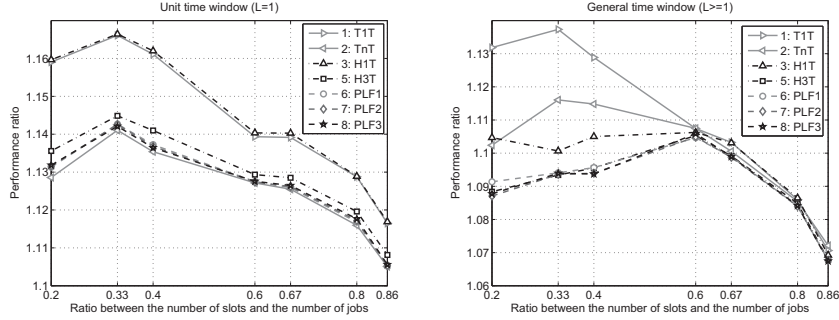 Unit time window (L=1)
Performance ratio
1.16
1.15
1.14
1.13
1.12
1.11
1.1
0.2
0.33
0.4
0.6
0.67
0.8
0.86
Ratio between the number of slots and the number of jobs
1: T1T
2: TnT
3: H1T
5: H3T
6: PLF1
7: PLF2
8: PLF3
General time window (L>=1)
Performance ratio
1.13
1.12
1.11
1.1
1.09
1.08
1.07
1.06
0.2
0.33
0.4
0.6
0.67
0.8
0.86
Ratio between the number of slots and the number of jobs
1: T1T
2: TnT
3: H1T
5: H3T
6: PLF1
7: PLF2
8: PLF3